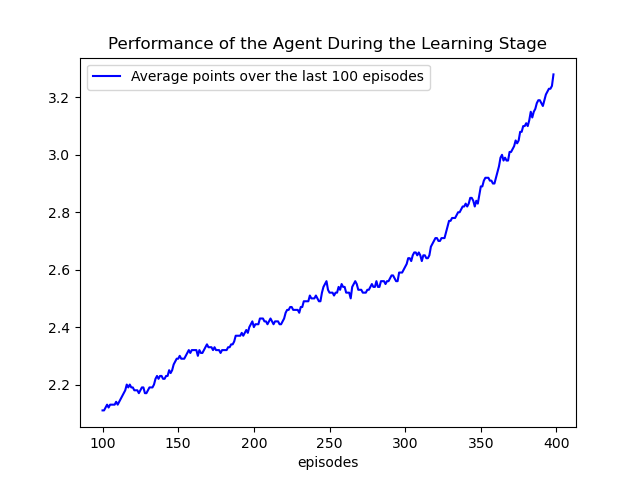 Performance of the Agent During the Learning Stage
Average points over the last 100 episodes
3.2
3.0
2.8
2.6
2.4
2.2
100 150 200 250 300 350 400
episodes